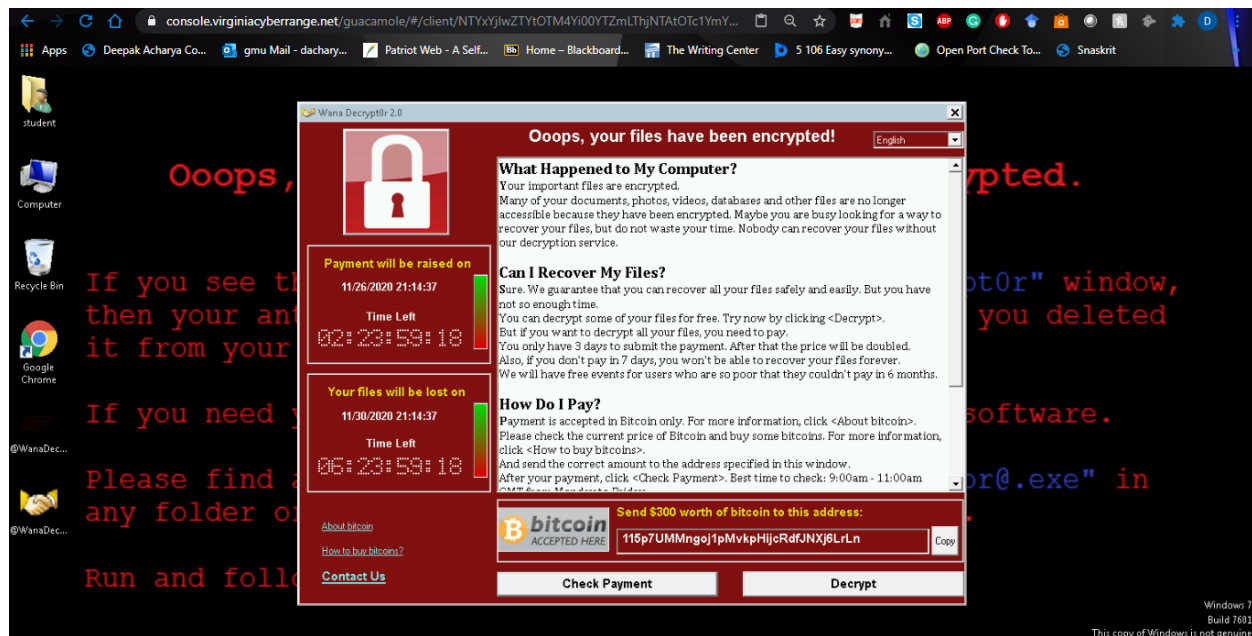 console.virginiacyberrange.net/guacamole/#/client/NTYxYjIwZTYtOTM4Yi00YTZmLThjNTAtOTc1YmY...
Apps Deepak Acharya Co... gmu Mail - dachary... Patriot Web - A Self... Home – Blackboard... The Writing Center 5 106 Easy synony... Open Port Check To... Snaskrit
student
Computer
Recycle Bin
Google
Chrome
@WanaDec...
@WanaDec...
Ooops,
ypted.
If you see th
pt0r" window,
then your ant
you deleted
it from your
If you need y
software.
Please find a
or@.exe" in
any folder or
Run and follo
Wana Decrypt0r 2.0
Ooops, your files have been encrypted!
English
Payment will be raised on
11/26/2020 21:14:37
Time Left
02:23:59:18
Your files will be lost on
11/30/2020 21:14:37
Time Left
06:23:59:18
About bitcoin
How to buy bitcoins?
Contact Us
What Happened to My Computer?
Your important files are encrypted.
Many of your documents, photos, videos, databases and other files are no longer
accessible because they have been encrypted. Maybe you are busy looking for a way to
recover your files, but do not waste your time. Nobody can recover your files without
our decryption service.
Can I Recover My Files?
Sure. We guarantee that you can recover all your files safely and easily. But you have
not so enough time.
You can decrypt some of your files for free. Try now by clicking <Decrypt>.
But if you want to decrypt all your files, you need to pay.
You only have 3 days to submit the payment. After that the price will be doubled.
Also, if you don't pay in 7 days, you won't be able to recover your files forever.
We will have free events for users who are so poor that they couldn't pay in 6 months.
How Do I Pay?
Payment is accepted in Bitcoin only. For more information, click <About bitcoin>.
Please check the current price of Bitcoin and buy some bitcoins. For more information,
click <How to buy bitcoins>.
And send the correct amount to the address specified in this window.
After your payment, click <Check Payment>. Best time to check: 9:00am - 11:00am
GMT from Monday to Friday.
bitcoin
ACCEPTED HERE
Send $300 worth of bitcoin to this address:
115p7UMMngoj1pMvkpHijcRdfJNXj6LrLn
Copy
Check Payment
Decrypt
Windows 7
Build 7601
This copy of Windows is not genuine